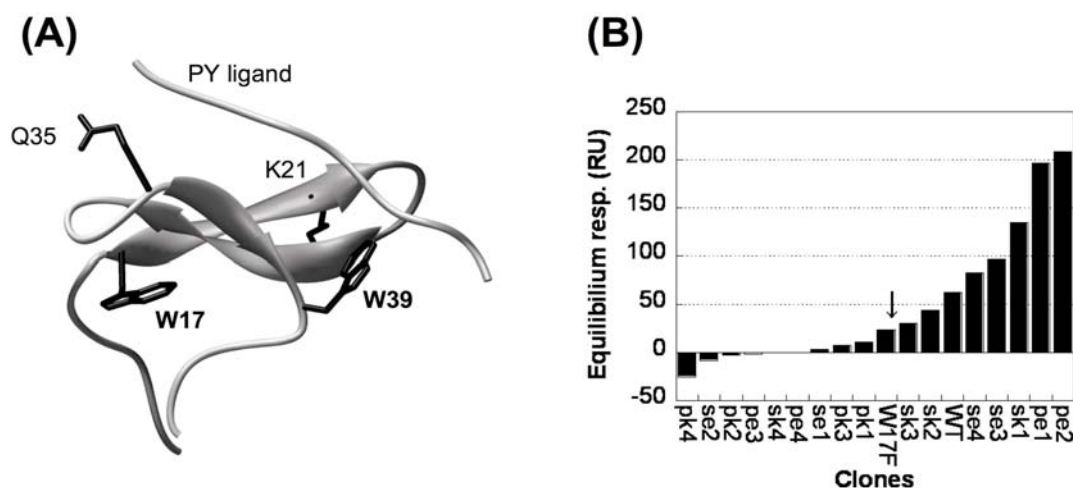 (A)
PY ligand
Q35
K21
W17
W39
(B)
Equilibilium resp. (RU)
250
200
150
100
50
0
-50
pk4
se2
pk2
pe3
sk4
pe4
se1
pk3
pk1
W17F
sk3
sk2
WT
se4
se3
sk1
pe1
pe2
Clones